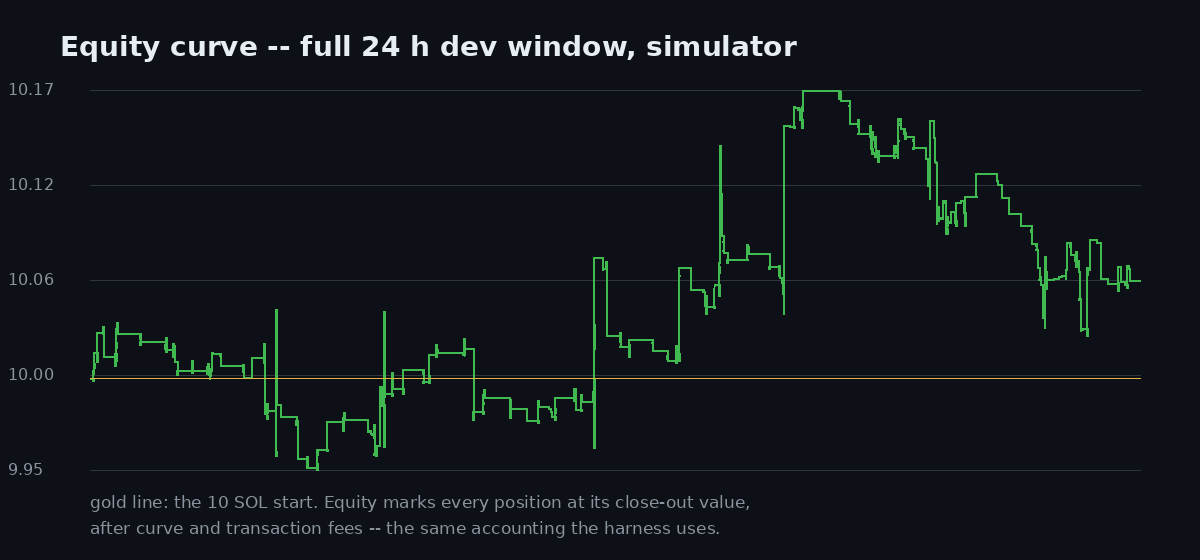 Equity curve -- full 24 h dev window, simulator
10.17
10.12
10.06
10.00
9.95
gold line: the 10 SOL start. Equity marks every position at its close-out value,
after curve and transaction fees -- the same accounting the harness uses.